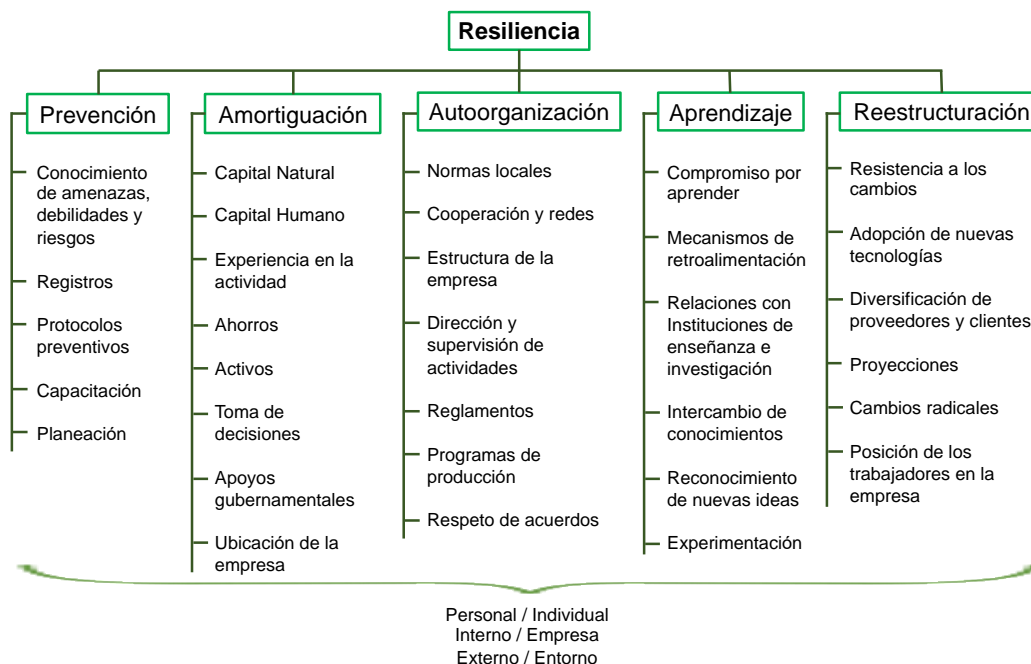 Resiliencia
Prevención
Conocimiento
de amenazas,
debilidades y
riesgos
Registros
Protocolos
preventivos
Capacitación
Planeación
Amortiguación
Capital Natural
Capital Humano
Experiencia en la
actividad
Ahorros
Activos
Toma de
decisiones
Apoyos
gubernamentales
Ubicación de la
empresa
Autoorganización
Normas locales
Cooperación y redes
Estructura de la
empresa
Dirección y
supervisión de
actividades
Reglamentos
Programas de
producción
Respeto de acuerdos
Aprendizaje
Compromiso por
aprender
Mecanismos de
retroalimentación
Relaciones con
Instituciones de
enseñanza e
investigación
Intercambio de
conocimientos
Reconocimiento
de nuevas ideas
Experimentación
Reestructuración
Resistencia a los
cambios
Adopción de nuevas
tecnologías
Diversificación de
proveedores y clientes
Proyecciones
Cambios radicales
Posición de los
trabajadores en la
empresa
Personal / Individual
Interno / Empresa
Externo / Entorno